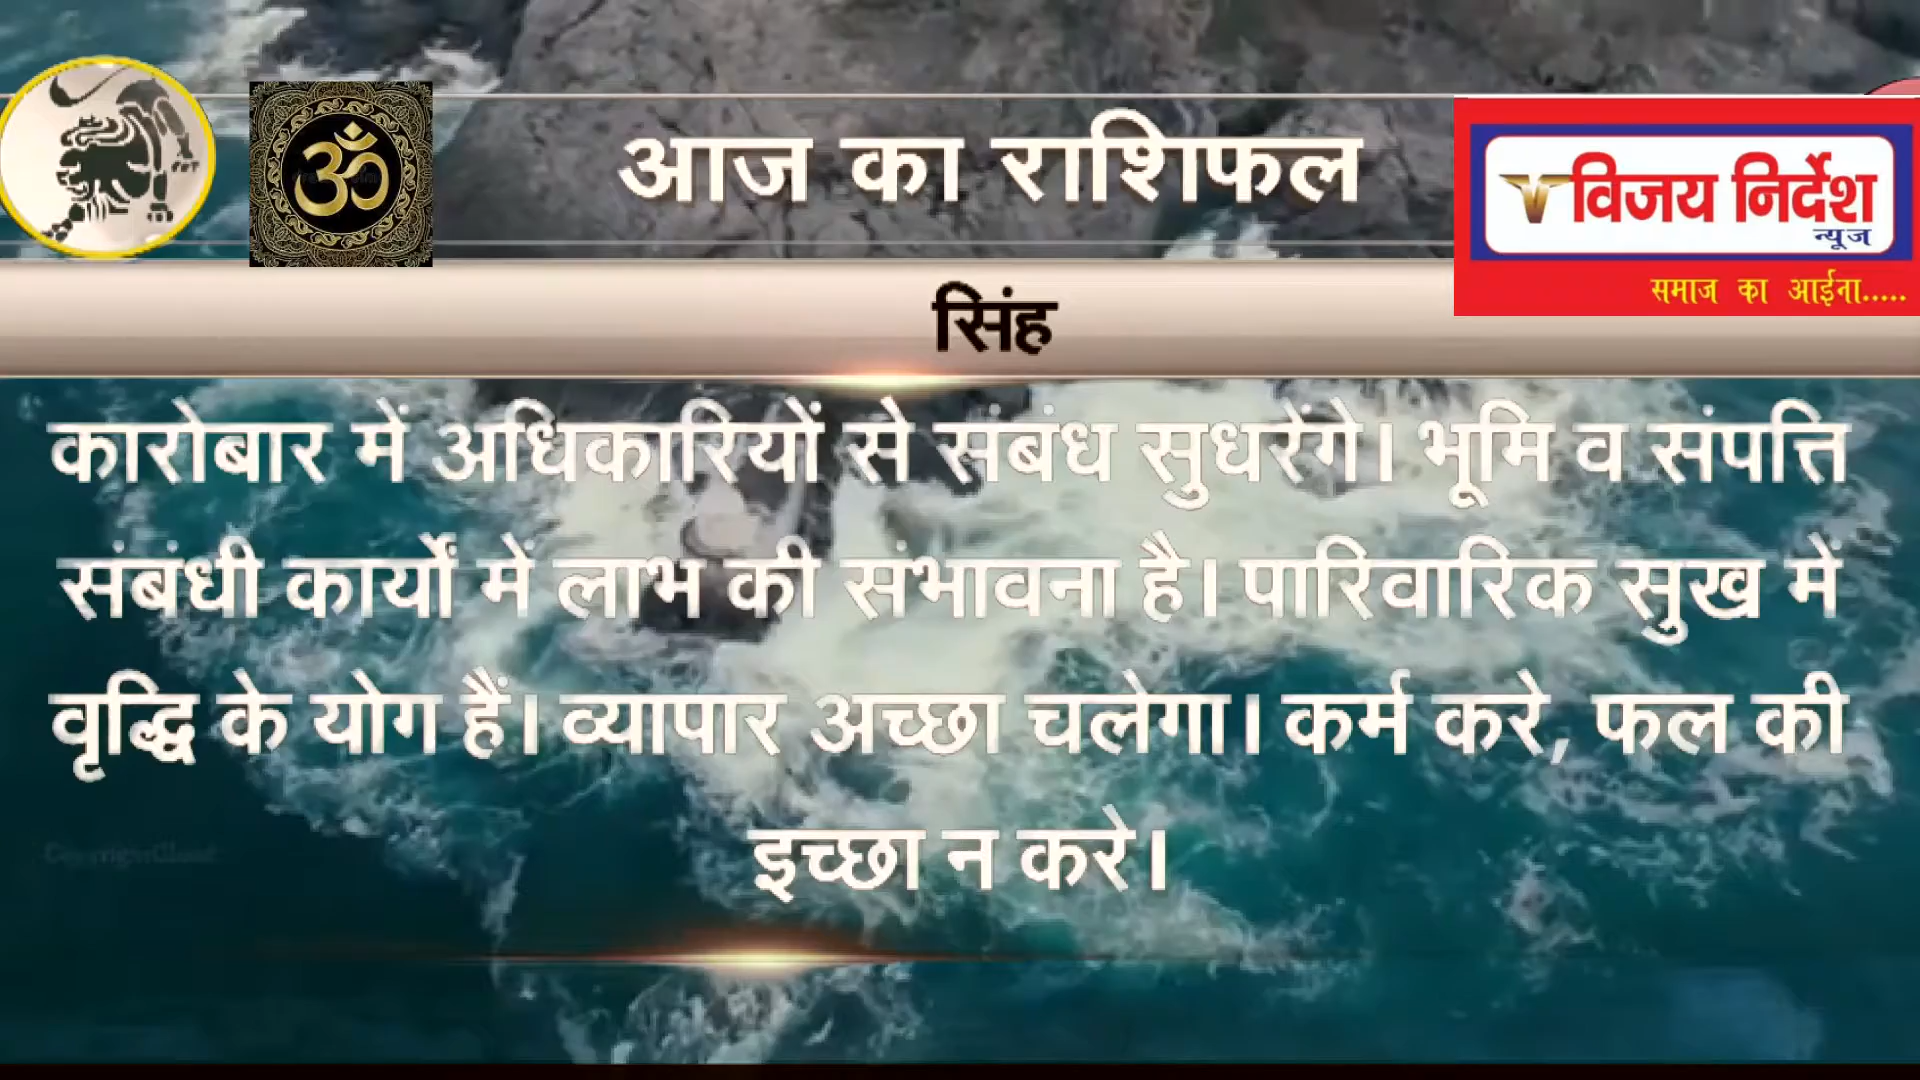 आज का राशिफल
विजय निर्देश
न्यूज
समाज का आईना.....
सिंह
कारोबार में अधिकारियों से संबंध सुधरेंगे। भूमि व संपत्ति
संबंधी कार्यों में लाभ की संभावना है। पारिवारिक सुख में
वृद्धि के योग हैं। व्यापार अच्छा चलेगा। कर्म करे, फल की
इच्छा न करे।